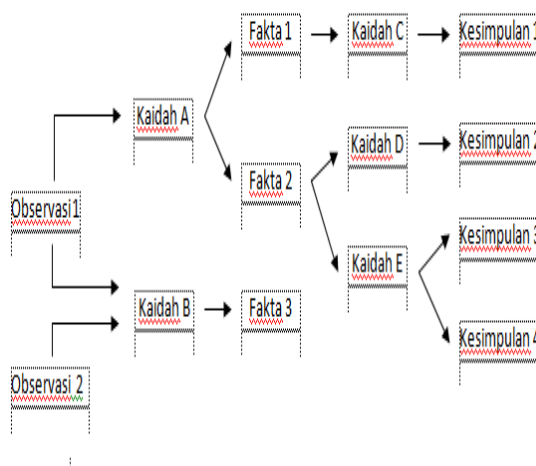 Fakta 1
Kaidah C
Kesimpulan 1
Kaidah A
Kaidah D
Kesimpulan 2
Fakta 2
Observasi1
Kesimpulan 3
Kaidah E
Kaidah B
Fakta 3
Kesimpulan 4
Observasi 2